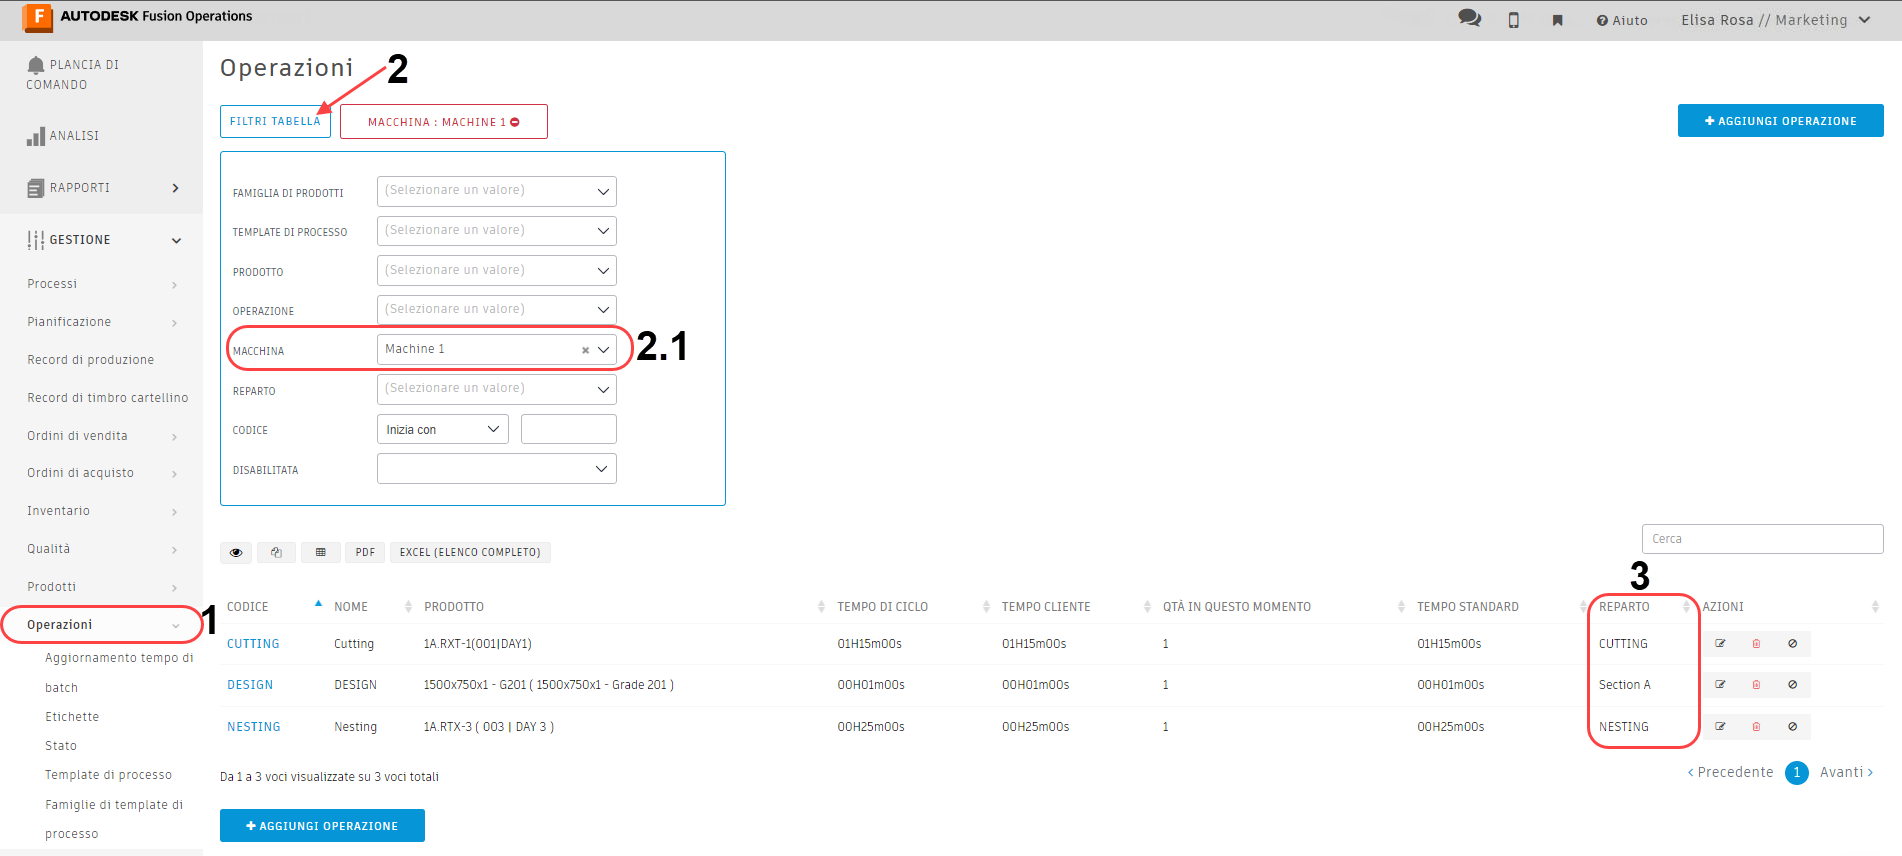 AUTODESK Fusion Operations
Aiuto
Elisa Rosa // Marketing
PLANCIA DI
COMANDO
ANALISI
RAPPORTI
GESTIONE
Processi
Pianificazione
Record di produzione
Record di timbro cartellino
Ordini di vendita
Ordini di acquisto
Inventario
Qualità
Prodotti
Operazioni
1
Aggiornamento tempo di
batch
Etichette
Stato
Template di processo
Famiglie di template di
processo
Operazioni
2
FILTRI TABELLA
MACCHINA : MACHINE 1
+ AGGIUNGI OPERAZIONE
FAMIGLIA DI PRODOTTI (Selezionare un valore)
TEMPLATE DI PROCESSO (Selezionare un valore)
PRODOTTO (Selezionare un valore)
OPERAZIONE (Selezionare un valore)
MACCHINA Machine 1
2.1
REPARTO (Selezionare un valore)
CODICE Inizia con
DISABILITATA
PDF
EXCEL (ELENCO COMPLETO)
Cerca
3
CODICE NOME PRODOTTO TEMPO DI CICLO TEMPO CLIENTE QTÀ IN QUESTO MOMENTO TEMPO STANDARD REPARTO AZIONI
CUTTING Cutting 1A.RXT-1(001|DAY1) 01H15m00s 01H15m00s 1 01H15m00s CUTTING
DESIGN DESIGN 1500x750x1 - G201 ( 1500x750x1 - Grade 201 ) 00H01m00s 00H01m00s 1 00H01m00s Section A
NESTING Nesting 1A.RTX-3 ( 003 | DAY 3 ) 00H25m00s 00H25m00s 1 00H25m00s NESTING
Da 1 a 3 voci visualizzate su 3 voci totali
< Precedente 1 Avanti >
+ AGGIUNGI OPERAZIONE